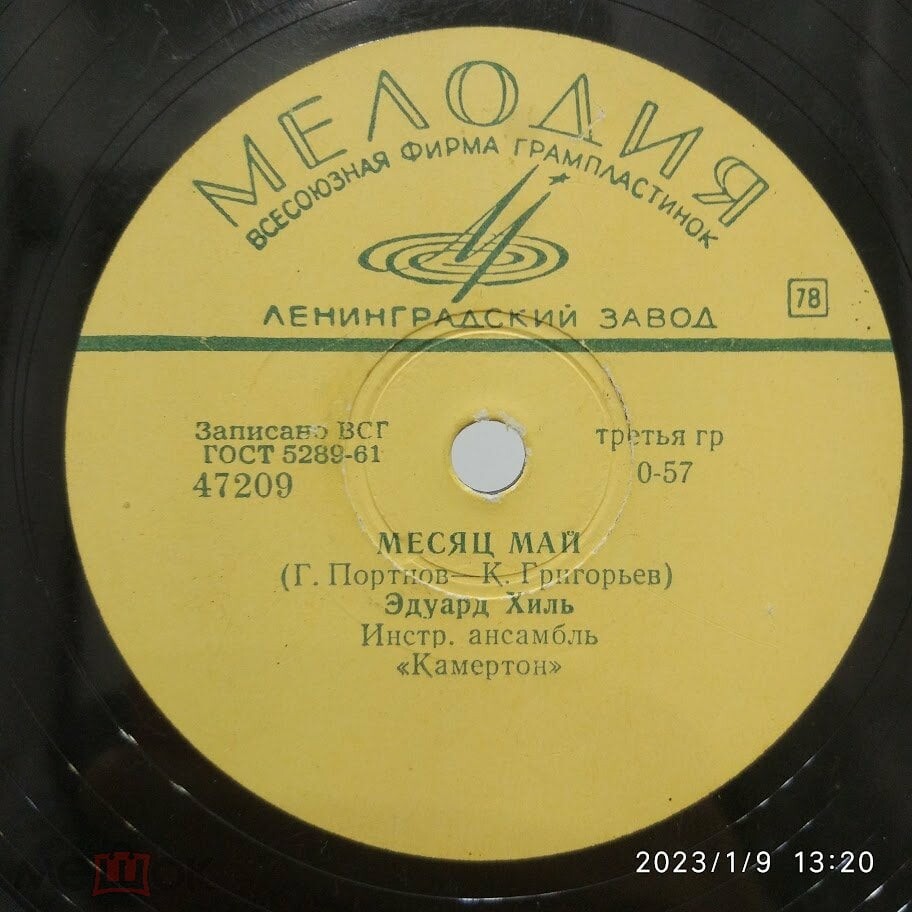 МЕЛОДИЯ
ВСЕСОЮЗНАЯ ФИРМА ГРАМПЛАСТИНОК
ЛЕНИНГРАДСКИЙ ЗАВОД
78
Записано ВСГ
ГОСТ 5289-61
47209
третья гр
0-57
МЕСЯЦ МАЙ
(Г. Портнов— К. Григорьев)
Эдуард Хиль
Инстр. ансамбль
«Камертон»
мешок
2023/1/9 13:20